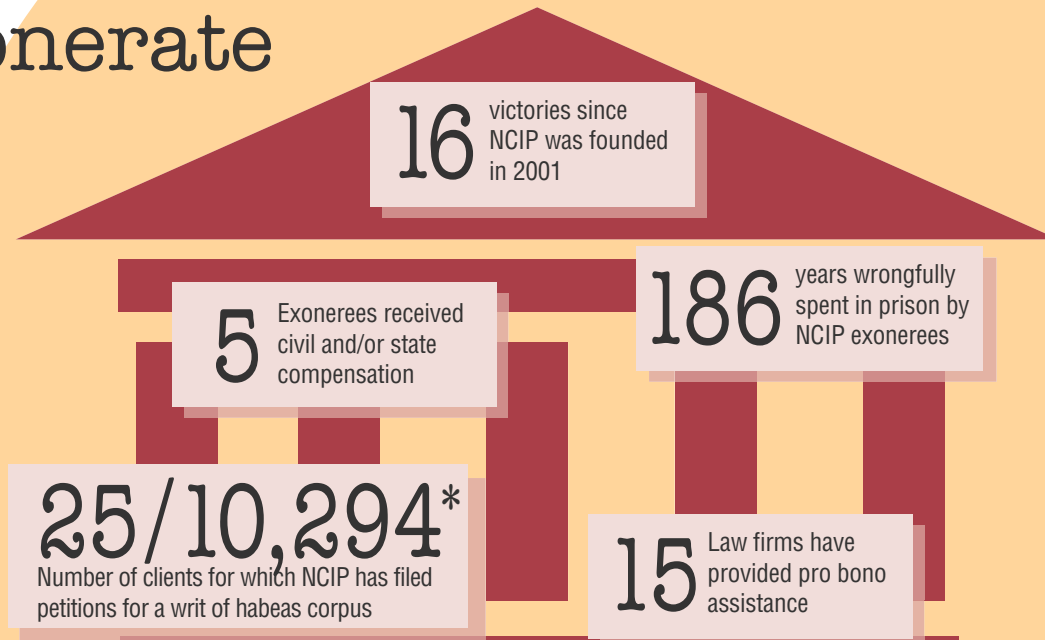 onerate
16
victories since
NCIP was founded
in 2001
186
years wrongfully
spent in prison by
NCIP exonerees
5
Exonerees received
civil and/or state
compensation
25/10,294*
Number of clients for which NCIP has filed
petitions for a writ of habeas corpus
15
Law firms have
provided pro bono
assistance